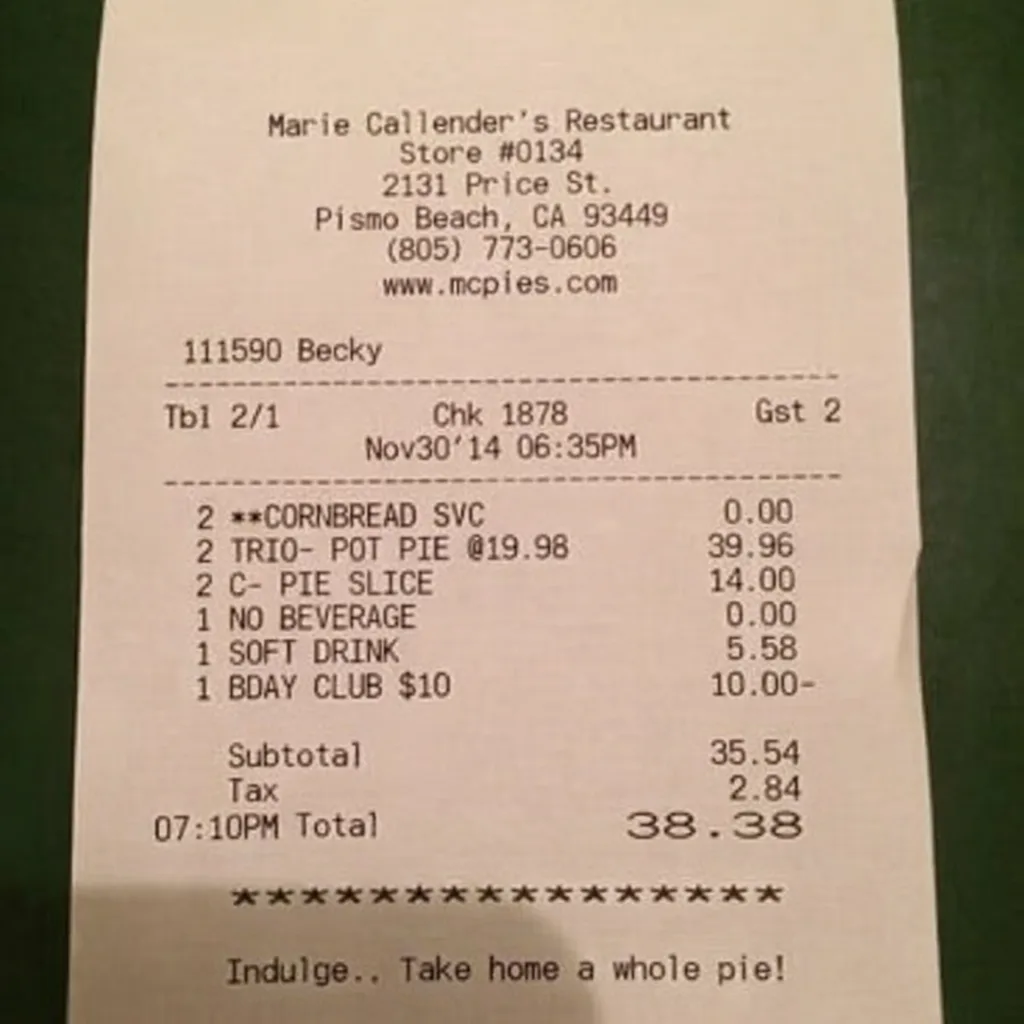 Marie Callender's Restaurant
Store #0134
2131 Price St.
Pismo Beach, CA 93449
(805) 773-0606
www.mcpies.com
111590 Becky
----------------------------------------
Tbl 2/1 Chk 1878 Gst 2
Nov30'14 06:35PM
----------------------------------------
2 **CORNBREAD SVC 0.00
2 TRIO- POT PIE @19.98 39.96
2 C- PIE SLICE 14.00
1 NO BEVERAGE 0.00
1 SOFT DRINK 5.58
1 BDAY CLUB $10 10.00-
Subtotal 35.54
Tax 2.84
07:10PM Total 38.38
****************
Indulge.. Take home a whole pie!